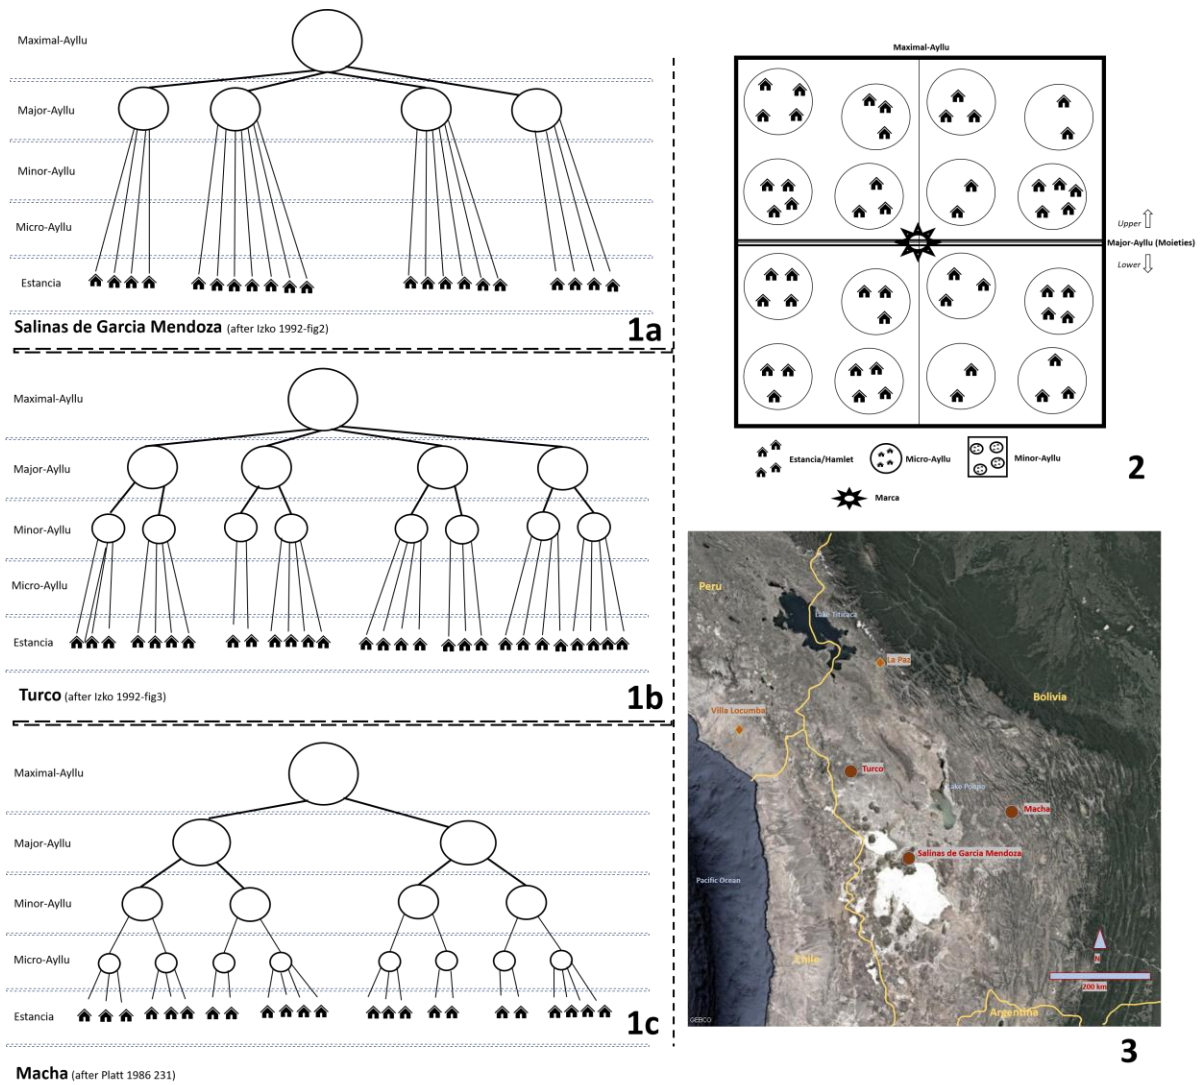 Maximal-Ayllu
Major-Ayllu
Minor-Ayllu
Micro-Ayllu
Estancia
Salinas de Garcia Mendoza (after Izko 1992-fig2)
1a
Maximal-Ayllu
Major-Ayllu
Minor-Ayllu
Micro-Ayllu
Estancia
Turco (after Izko 1992-fig3)
1b
Maximal-Ayllu
Major-Ayllu
Minor-Ayllu
Micro-Ayllu
Estancia
1c
Macha (after Platt 1986 231)
Maximal-Ayllu
Upper
Major-Ayllu (Moieties)
Lower
Estancia/Hamlet
Micro-Ayllu
Minor-Ayllu
Marca
2
Peru
Lake Titicaca
La Paz
Bolivia
Villa Locumba
Turco
Lake Poopo
Macha
Salinas de Garcia Mendoza
Pacific Ocean
Chile
N
200 km
Argentina
GEBCO
3